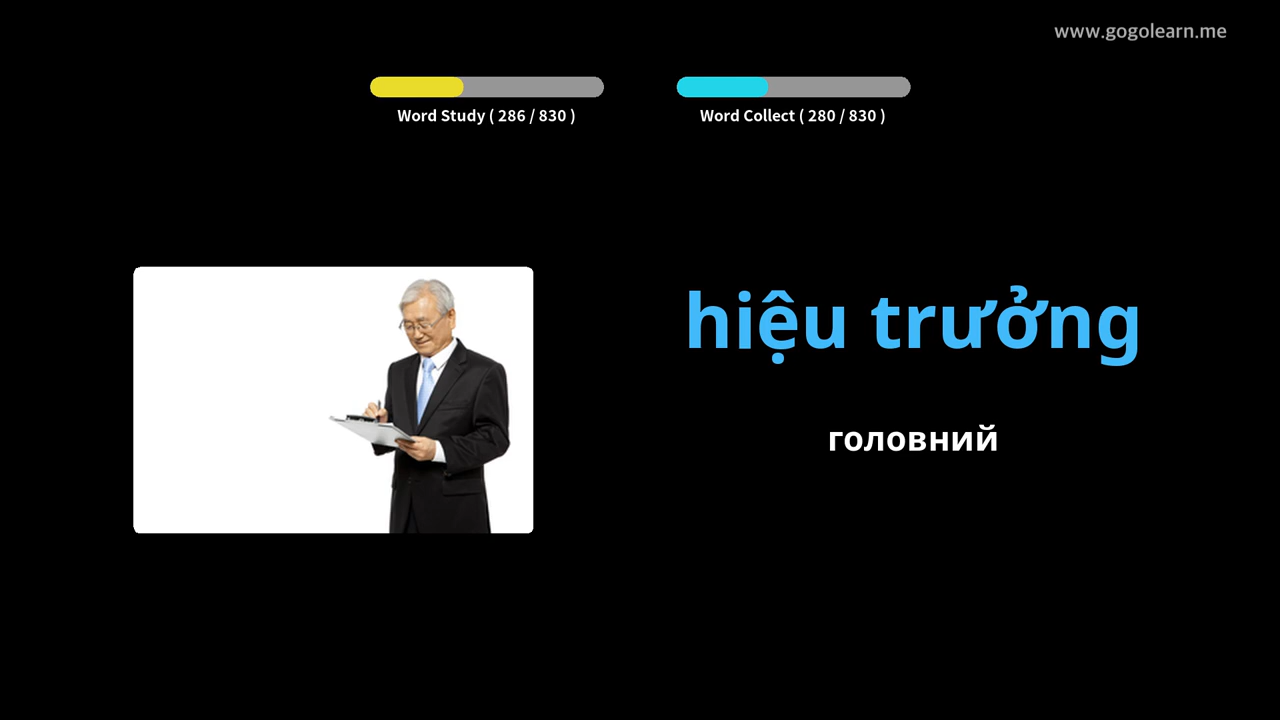 www.gogolearn.me
Word Study ( 286 / 830 )
Word Collect ( 280 / 830 )
hiệu trưởng
головний